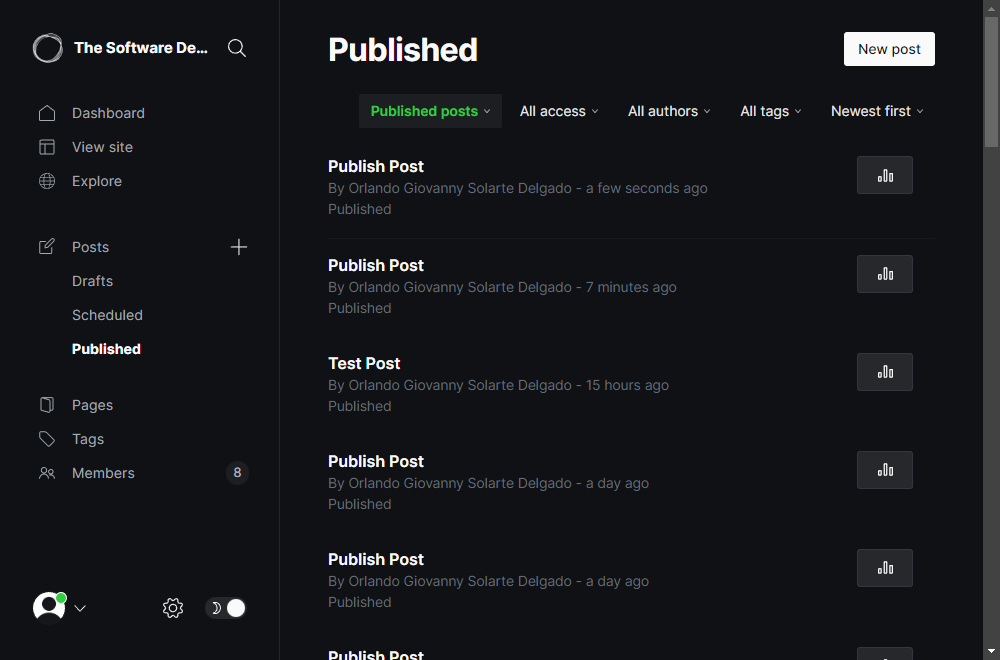 The Software De...
Dashboard
View site
Explore
Posts
Drafts
Scheduled
Published
Pages
Tags
Members 8
Published
New post
Published posts All access All authors All tags Newest first
Publish Post
By Orlando Giovanny Solarte Delgado - a few seconds ago
Published
Publish Post
By Orlando Giovanny Solarte Delgado - 7 minutes ago
Published
Test Post
By Orlando Giovanny Solarte Delgado - 15 hours ago
Published
Publish Post
By Orlando Giovanny Solarte Delgado - a day ago
Published
Publish Post
By Orlando Giovanny Solarte Delgado - a day ago
Published
Publish Post